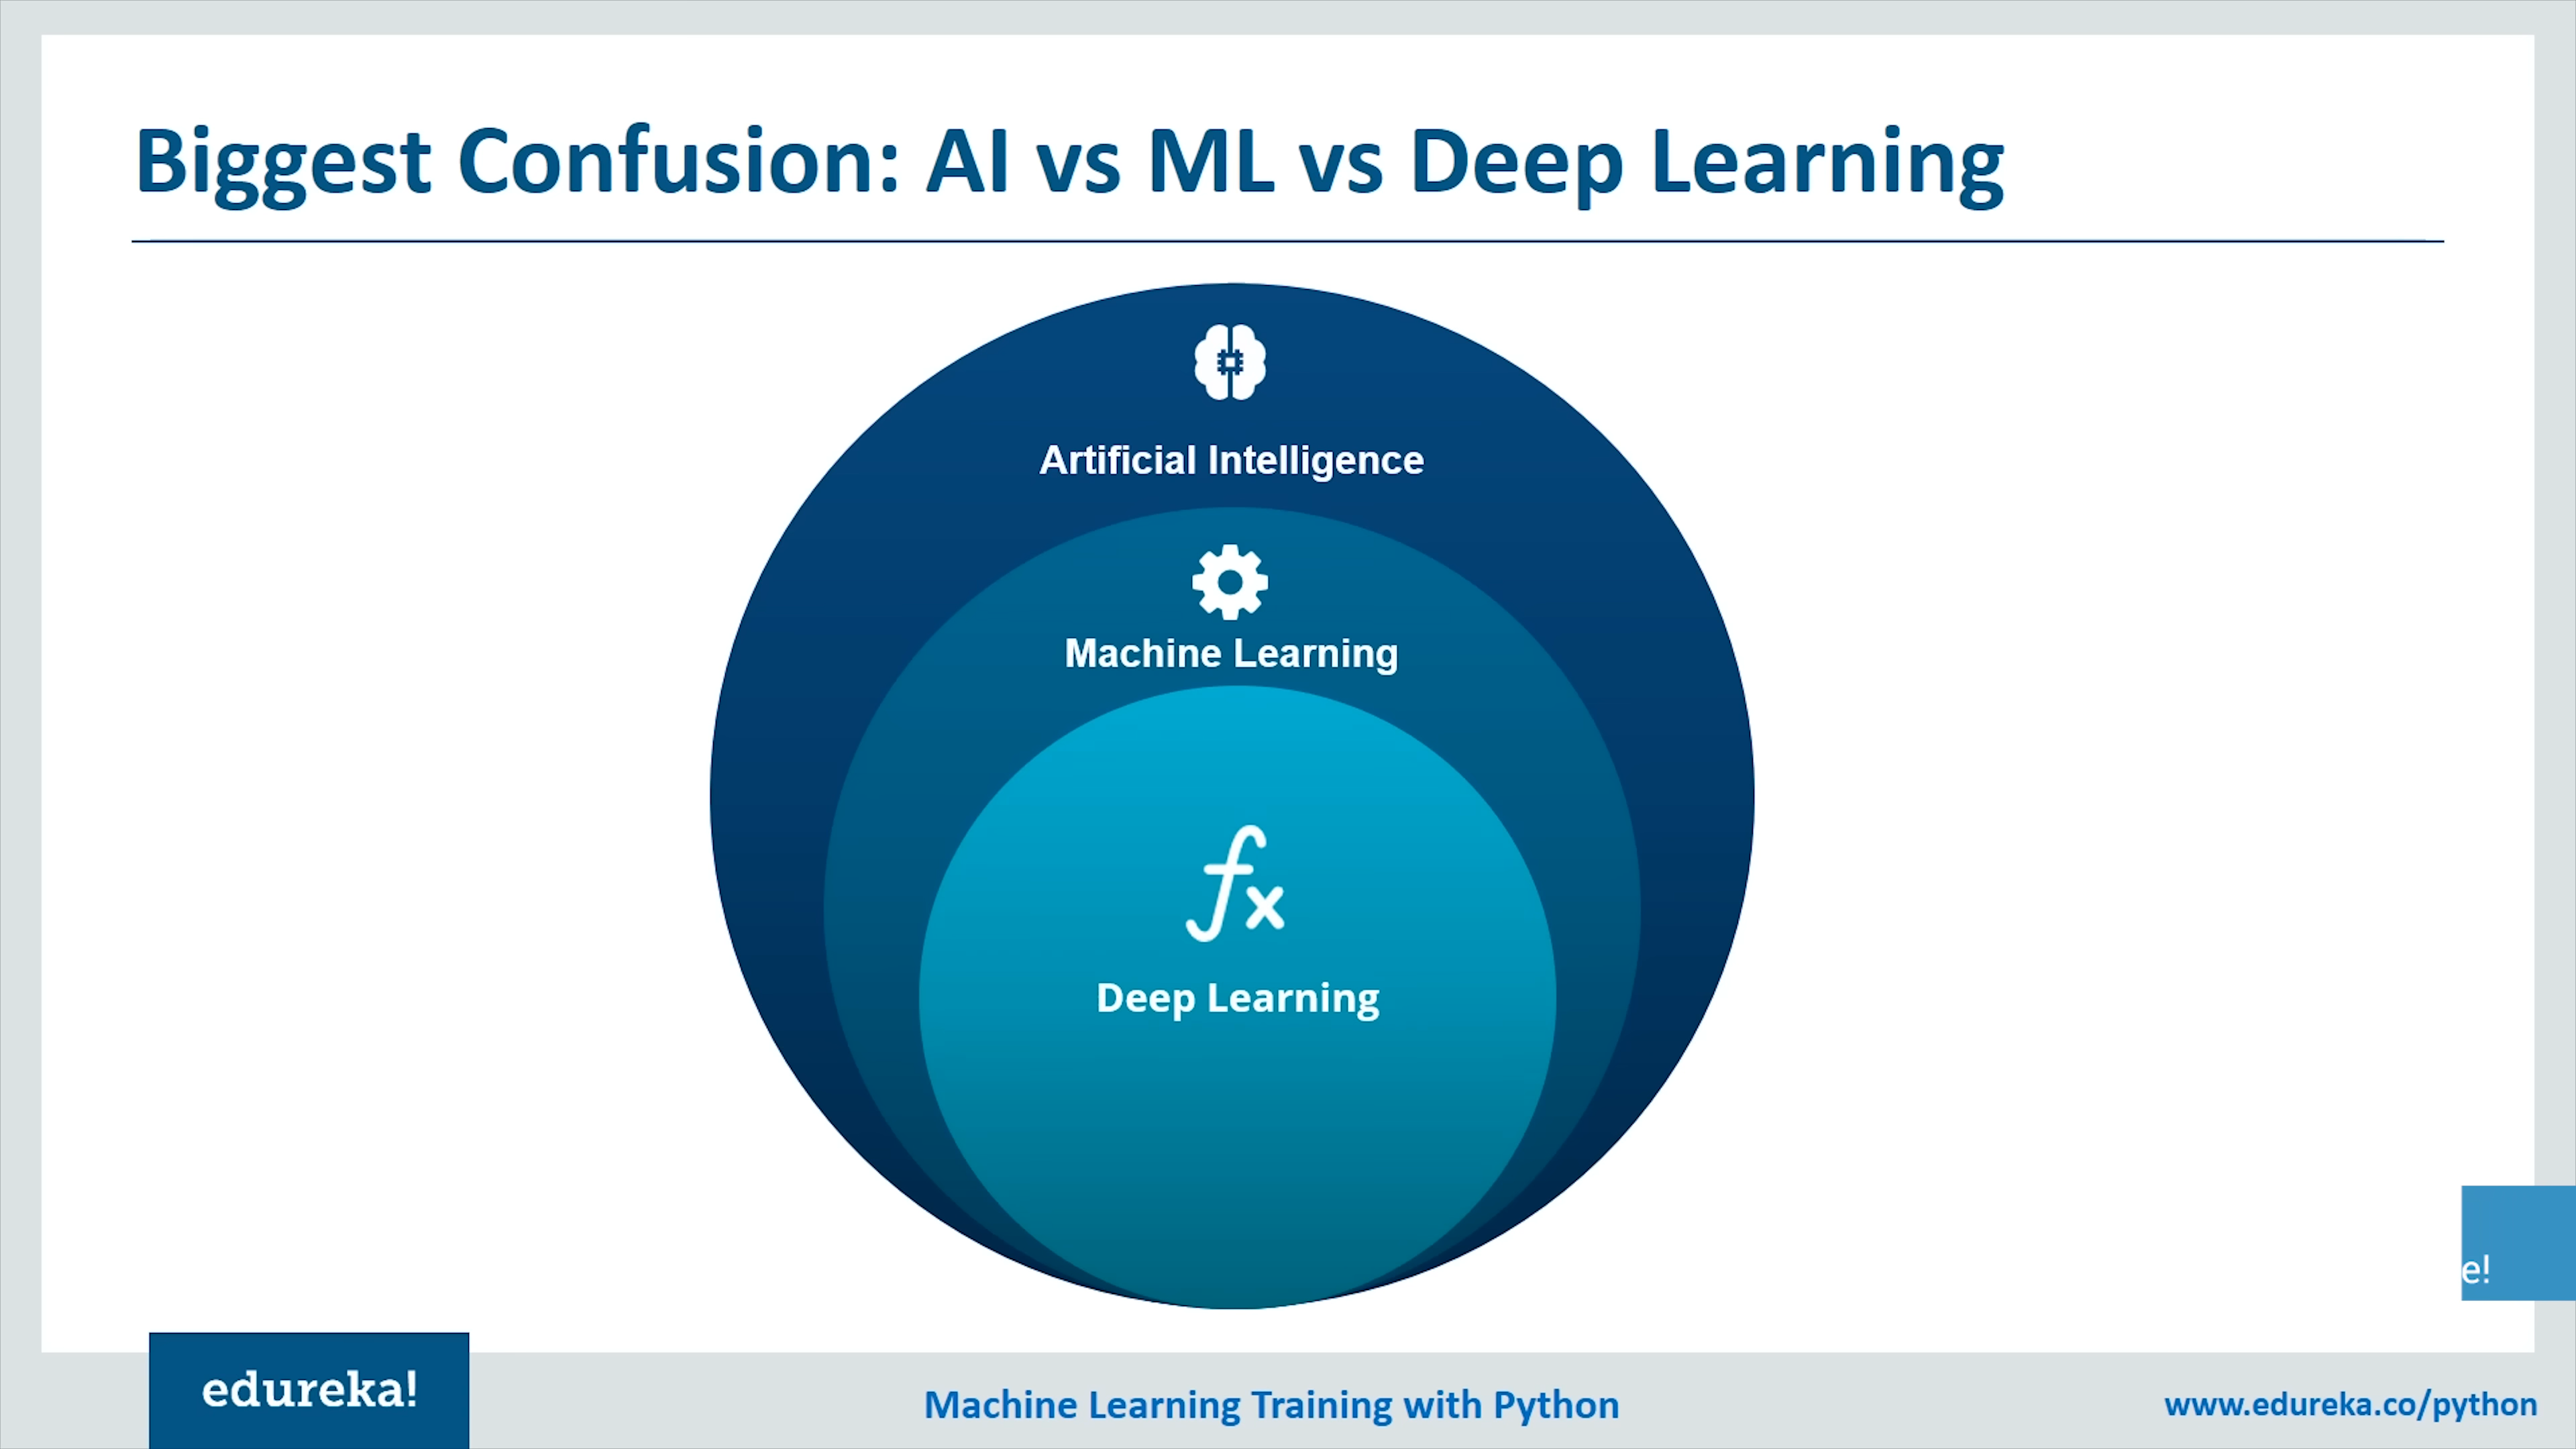 Biggest Confusion: AI vs ML vs Deep Learning
Artificial Intelligence
Machine Learning
fx
Deep Learning
e!
edureka!
Machine Learning Training with Python
www.edureka.co/python